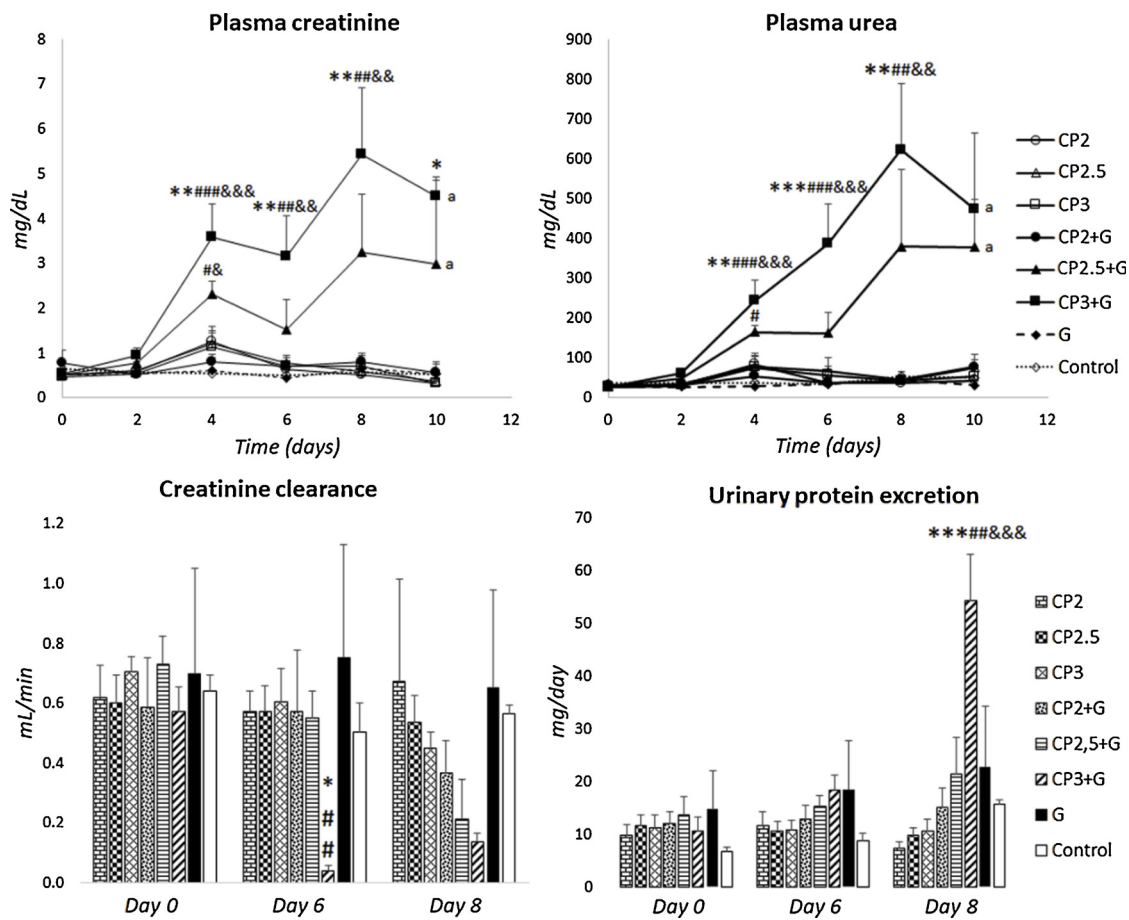 Plasma creatinine
8
7
6
5
4
3
2
1
0
mg/dL
**###&&&
**##&&
**##&&
*
#&
a
a
0 2 4 6 8 10 12
Time (days)
Plasma urea
900
800
700
600
500
400
300
200
100
0
mg/dL
**###&&&
***###&&&
**##&&
#
a
a
0 2 4 6 8 10 12
Time (days)
CP2
CP2.5
CP3
CP2+G
CP2.5+G
CP3+G
G
Control
Creatinine clearance
1.2
1.0
0.8
0.6
0.4
0.2
0.0
mL/min
*
#
#
Day 0 Day 6 Day 8
Urinary protein excretion
70
60
50
40
30
20
10
0
mg/day
***##&&&
Day 0 Day 6 Day 8
CP2
CP2.5
CP3
CP2+G
CP2,5+G
CP3+G
G
Control